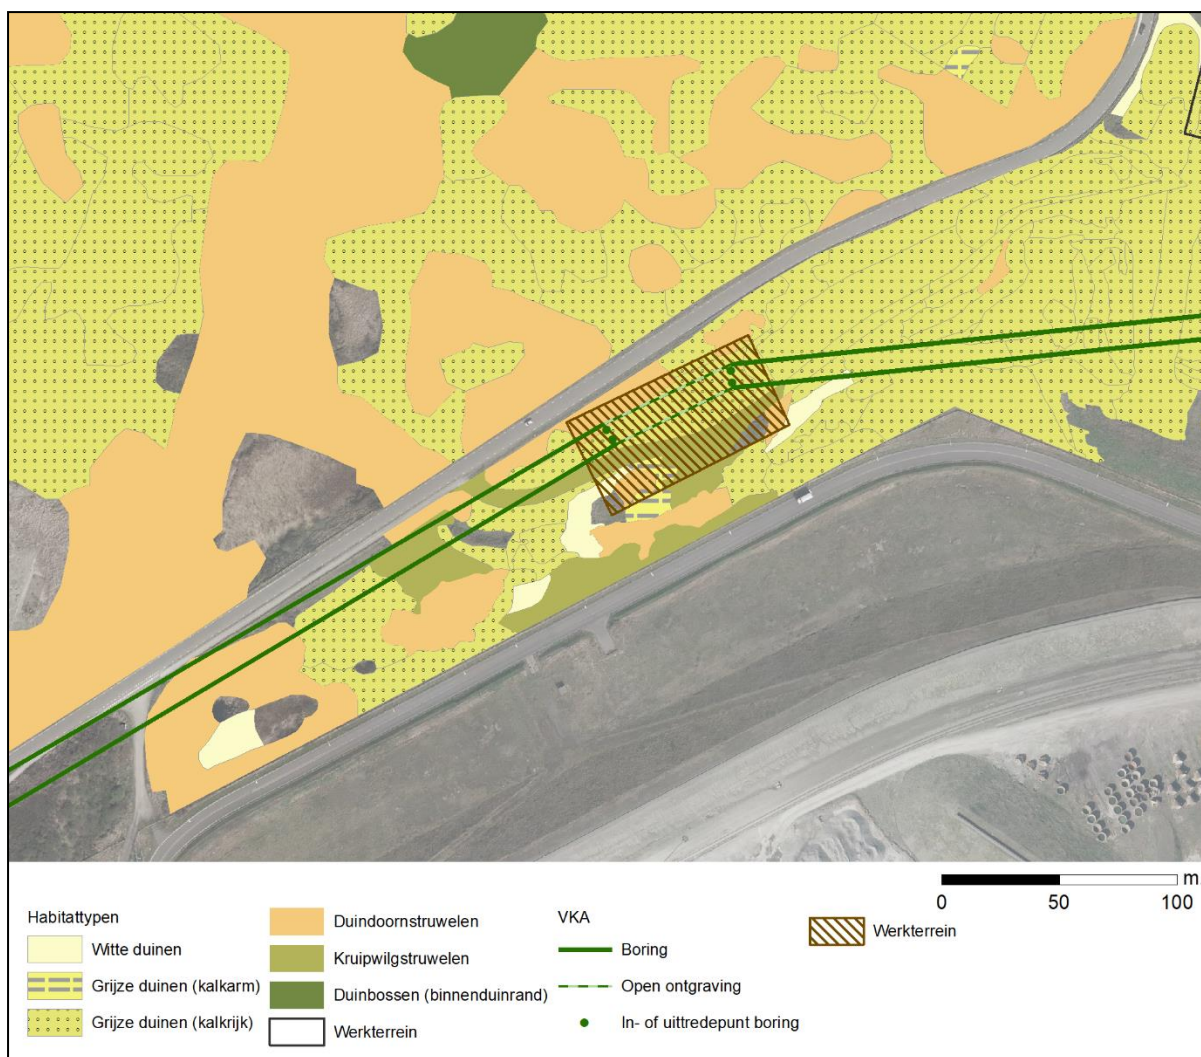 m
0 50 100
Habitattypen
Witte duinen
Grijze duinen (kalkarm)
Grijze duinen (kalkrijk)
Duindoornstruwelen
Kruipwilgstruwelen
Duinbossen (binnenduinrand)
Werkterrein
VKA
Boring
Open ontgraving
In- of uittredepunt boring
Werkterrein